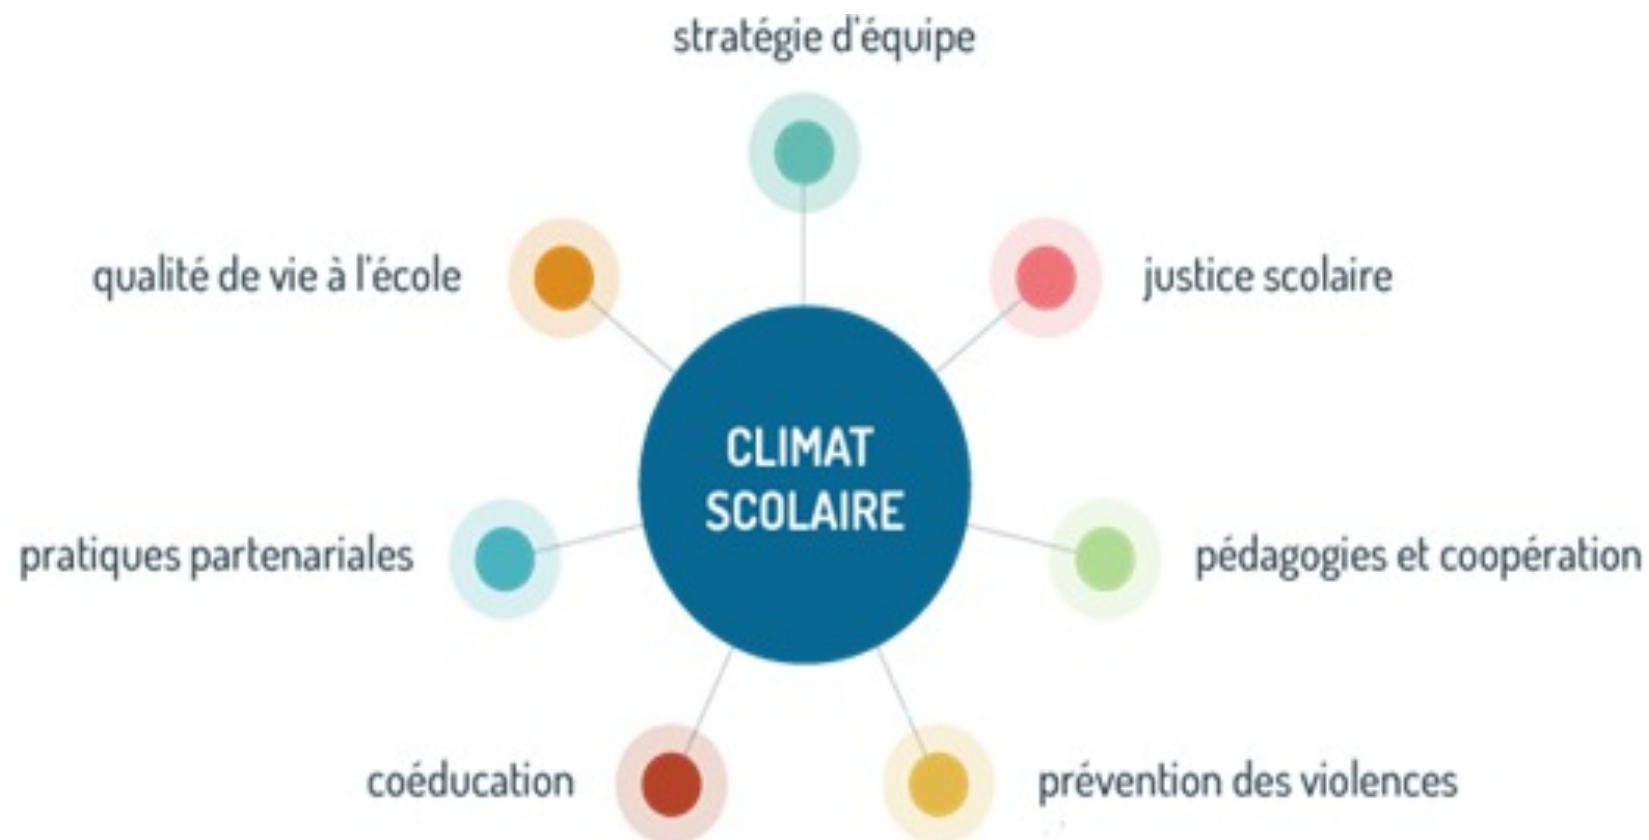 stratégie d'équipe
qualité de vie à l'école
justice scolaire
CLIMAT
SCOLAIRE
pratiques partenariales
pédagogies et coopération
coéducation
prévention des violences